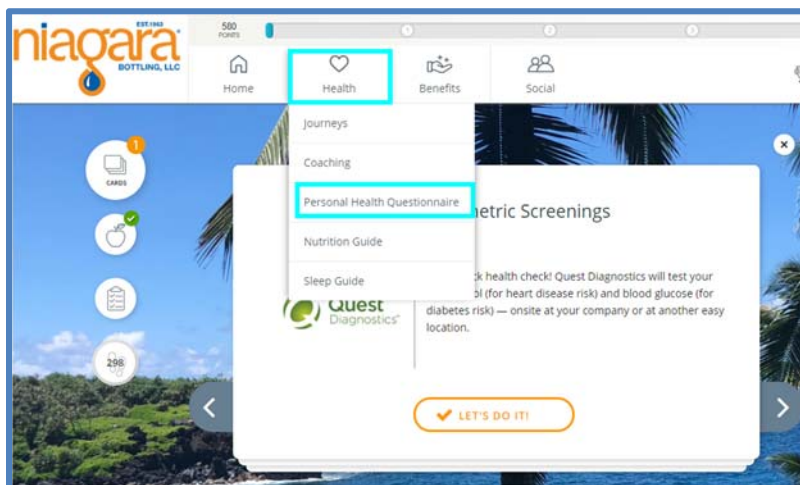 EST.1963
niagara
BOTTLING, LLC
580
POINTS
1
2
3
Home
Health
Benefits
Social
Journeys
Coaching
Personal Health Questionnaire
Nutrition Guide
Sleep Guide
1
CARDS
298
etric Screenings
ck health check! Quest Diagnostics will test your
ol (for heart disease risk) and blood glucose (for
diabetes risk) — onsite at your company or at another easy
location.
Quest
Diagnostics
LET'S DO IT!